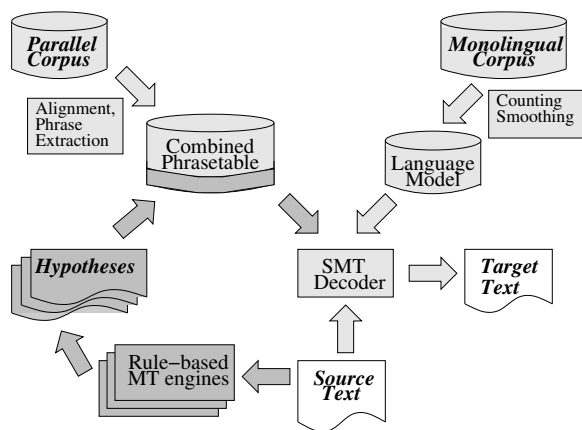 Parallel
Corpus
Monolingual
Corpus
Alignment,
Phrase
Extraction
Counting
Smoothing
Combined
Phrasetable
Language
Model
Hypotheses
SMT
Decoder
Target
Text
Rule−based
MT engines
Source
Text